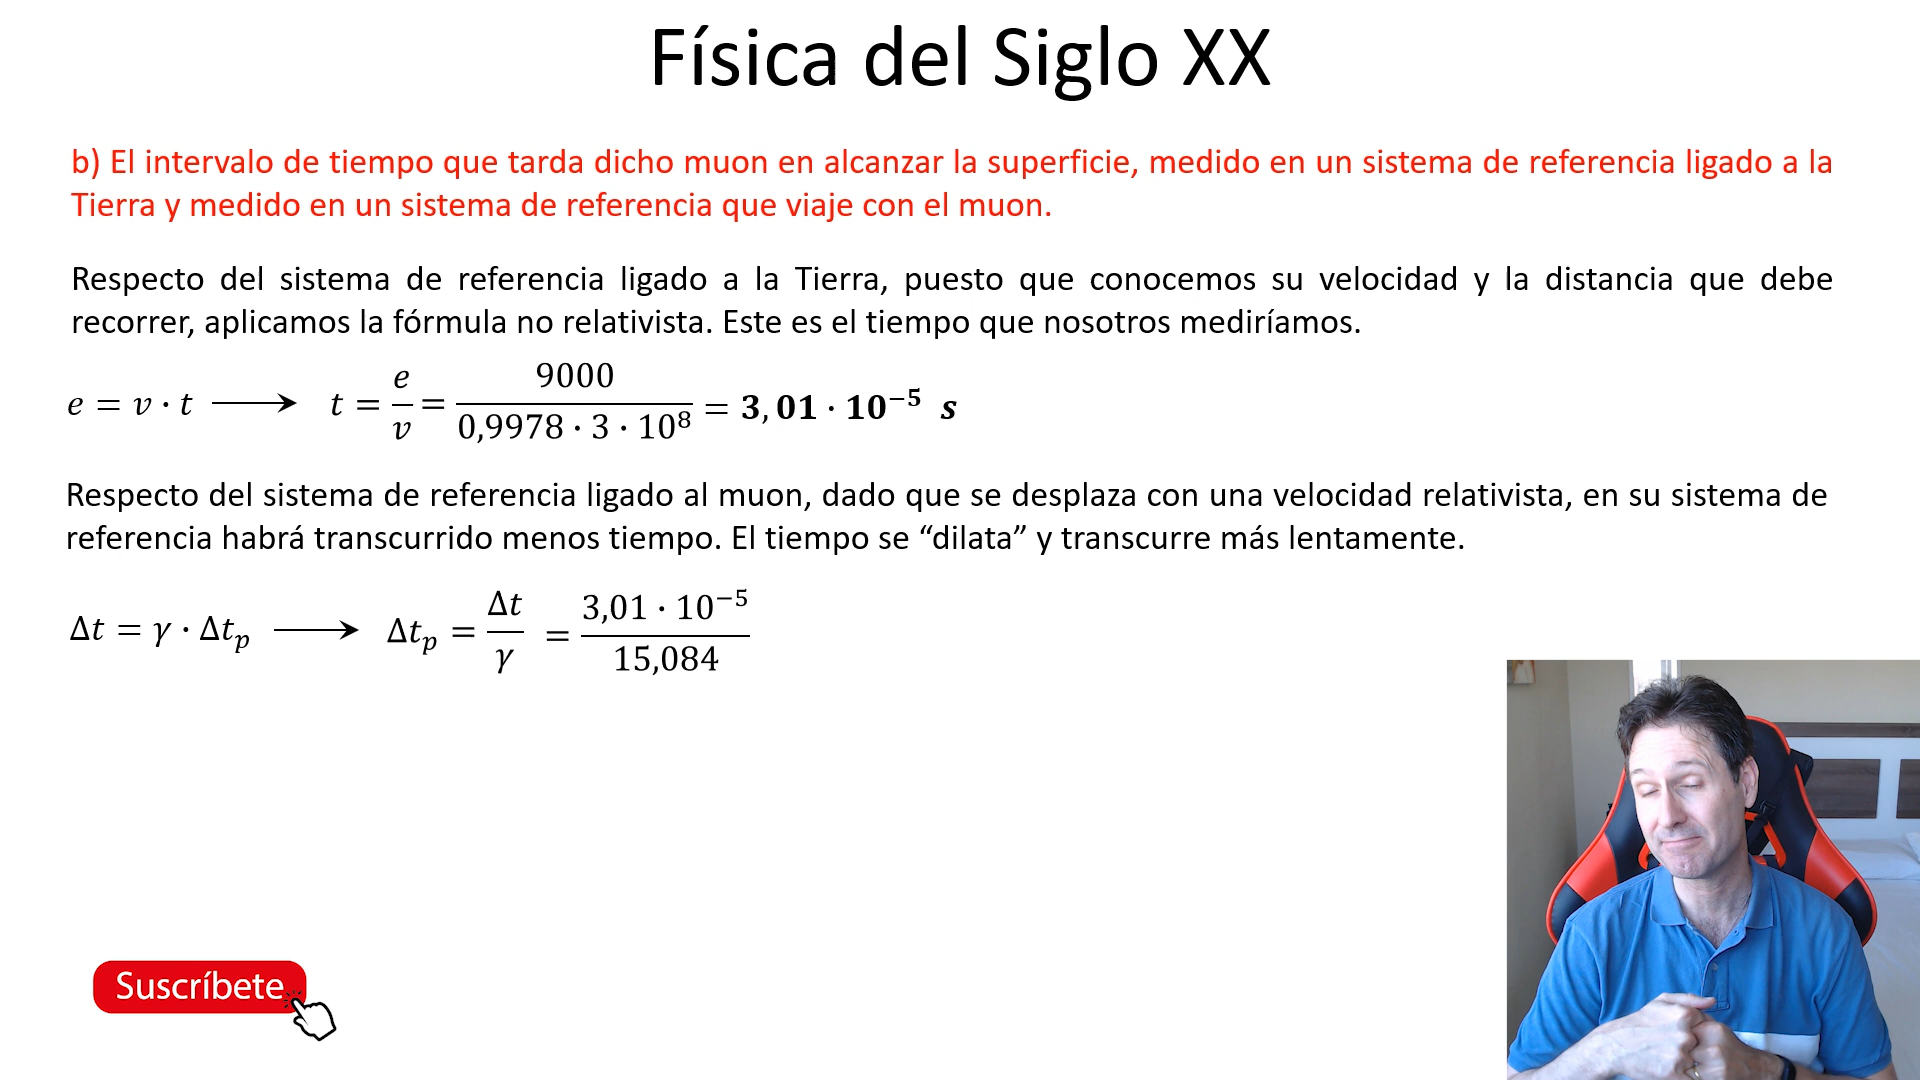 Física del Siglo XX
b) El intervalo de tiempo que tarda dicho muon en alcanzar la superficie, medido en un sistema de referencia ligado a la
Tierra y medido en un sistema de referencia que viaje con el muon.
Respecto del sistema de referencia ligado a la Tierra, puesto que conocemos su velocidad y la distancia que debe
recorrer, aplicamos la fórmula no relativista. Este es el tiempo que nosotros mediríamos.
e = v · t ⟶ t = e/v = 9000/(0,9978 · 3 · 10⁸) = 3,01 · 10⁻⁵ s
Respecto del sistema de referencia ligado al muon, dado que se desplaza con una velocidad relativista, en su sistema de
referencia habrá transcurrido menos tiempo. El tiempo se “dilata” y transcurre más lentamente.
Δt = γ · Δtₚ ⟶ Δtₚ = Δt/γ = 3,01 · 10⁻⁵/15,084
Suscríbete